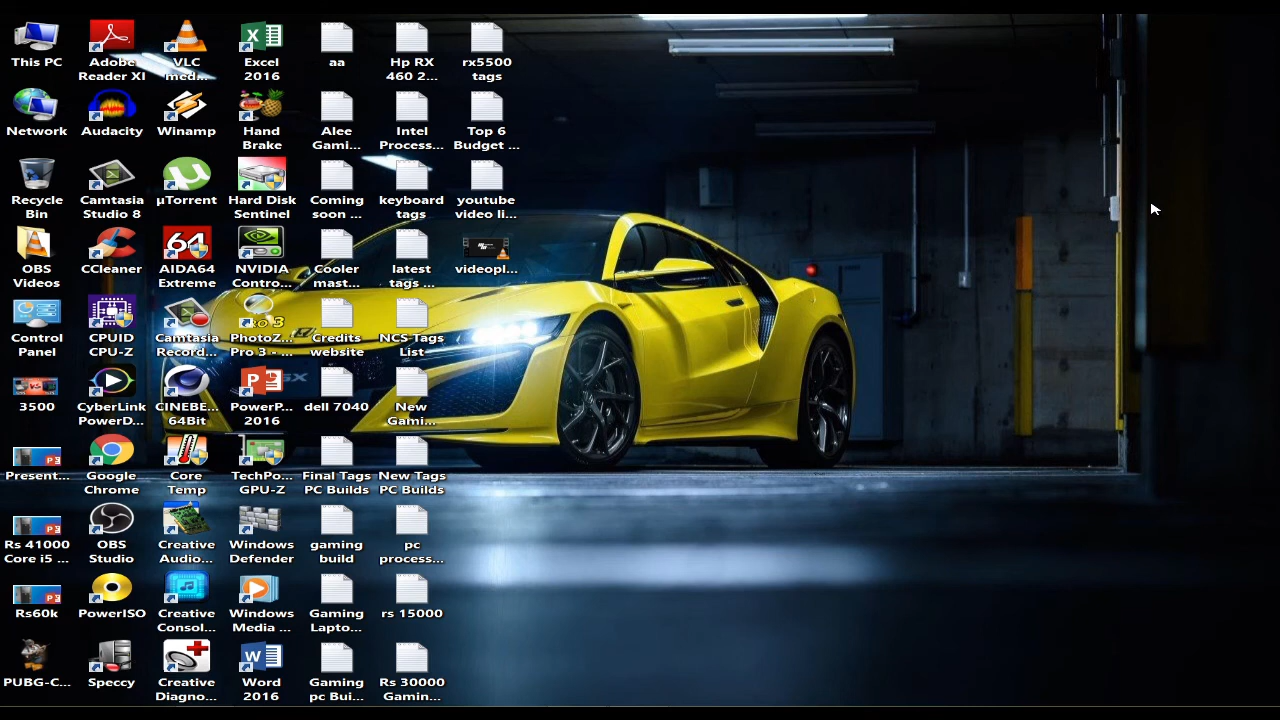 This PC
Adobe
Reader XI
VLC
med...
Excel
2016
aa
Hp RX
460 2...
rx5500
tags
Network
Audacity
Winamp
Hand
Brake
Alee
Gami...
Intel
Process...
Top 6
Budget ...
Recycle
Bin
Camtasia
Studio 8
µTorrent
Hard Disk
Sentinel
Coming
soon ...
keyboard
tags
youtube
video li...
OBS
Videos
CCleaner
64
AIDA64
Extreme
NVIDIA
Contro...
Cooler
mast...
latest
tags ...
videopl...
Control
Panel
CPUID
CPU-Z
Camtasia
Record...
PhotoZ...
Pro 3 - ...
Credits
website
NCS Tags
List
3500
CyberLink
PowerD...
CINEBE...
64Bit
PowerP...
2016
dell 7040
New
Gami...
Present...
Google
Chrome
Core
Temp
TechPo...
GPU-Z
Final Tags
PC Builds
New Tags
PC Builds
Rs 41000
Core i5 ...
OBS
Studio
Creative
Audio...
Windows
Defender
gaming
build
pc
process...
Rs60k
PowerISO
Creative
Consol...
Windows
Media ...
Gaming
Lapto...
rs 15000
PUBG-C...
Speccy
Creative
Diagno...
Word
2016
Gaming
pc Bui...
Rs 30000
Gamin...